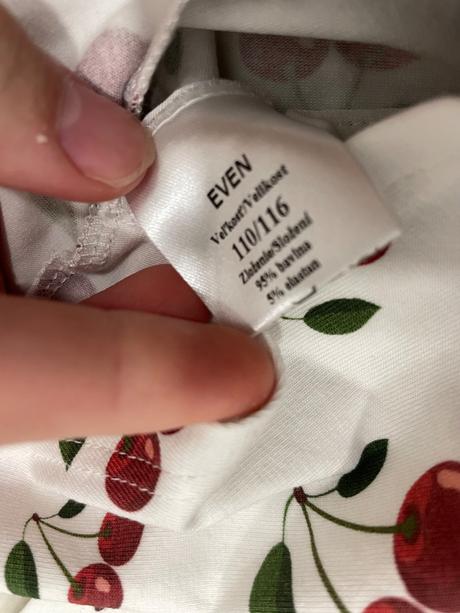 EVEN
Veľkosť/Velikost
110/116
Zloženie/Složení
95% bavlna
5% elastan